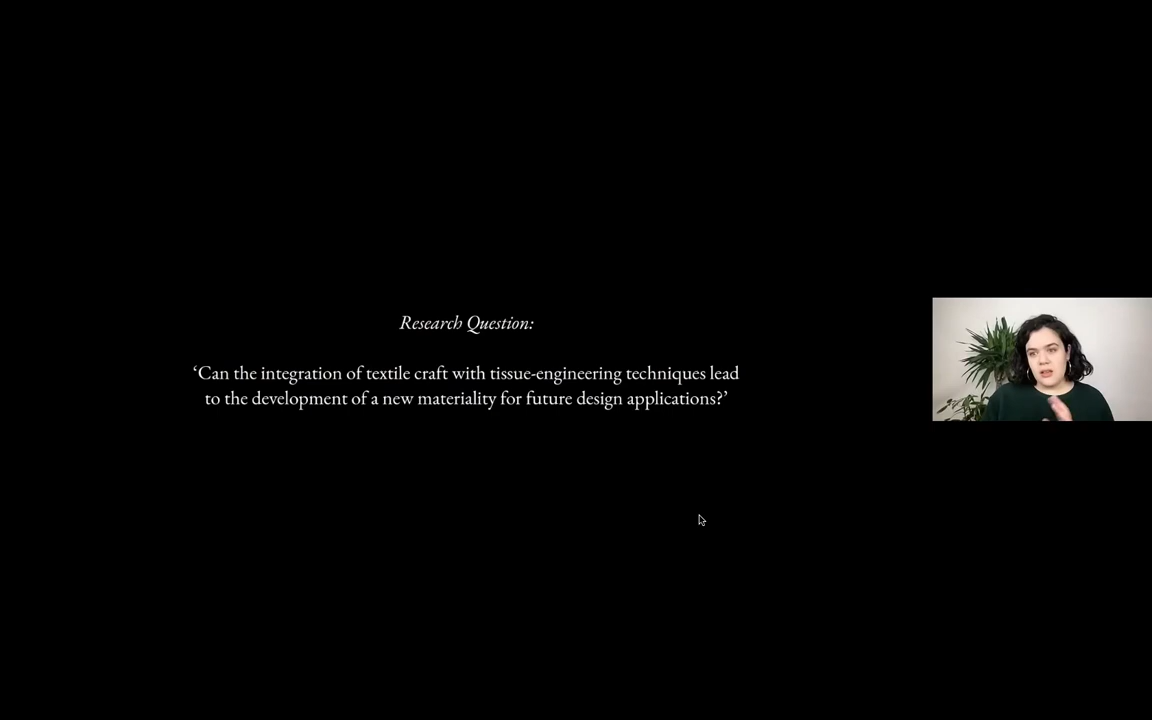 Research Question:
‘Can the integration of textile craft with tissue-engineering techniques lead
to the development of a new materiality for future design applications?’